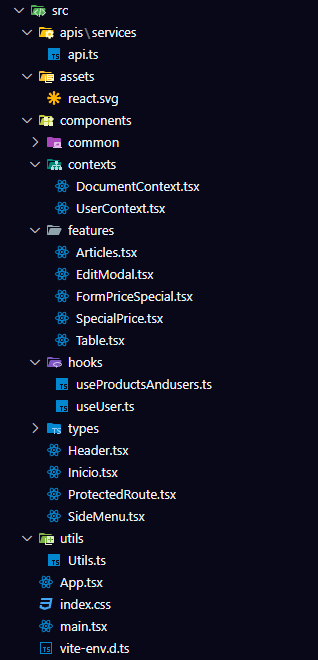 src
apis\services
TS api.ts
assets
react.svg
components
common
contexts
DocumentContext.tsx
UserContext.tsx
features
Articles.tsx
EditModal.tsx
FormPriceSpecial.tsx
SpecialPrice.tsx
Table.tsx
hooks
TS useProductsAndusers.ts
TS useUser.ts
TS types
Header.tsx
Inicio.tsx
ProtectedRoute.tsx
SideMenu.tsx
utils
TS Utils.ts
App.tsx
index.css
main.tsx
TS vite-env.d.ts